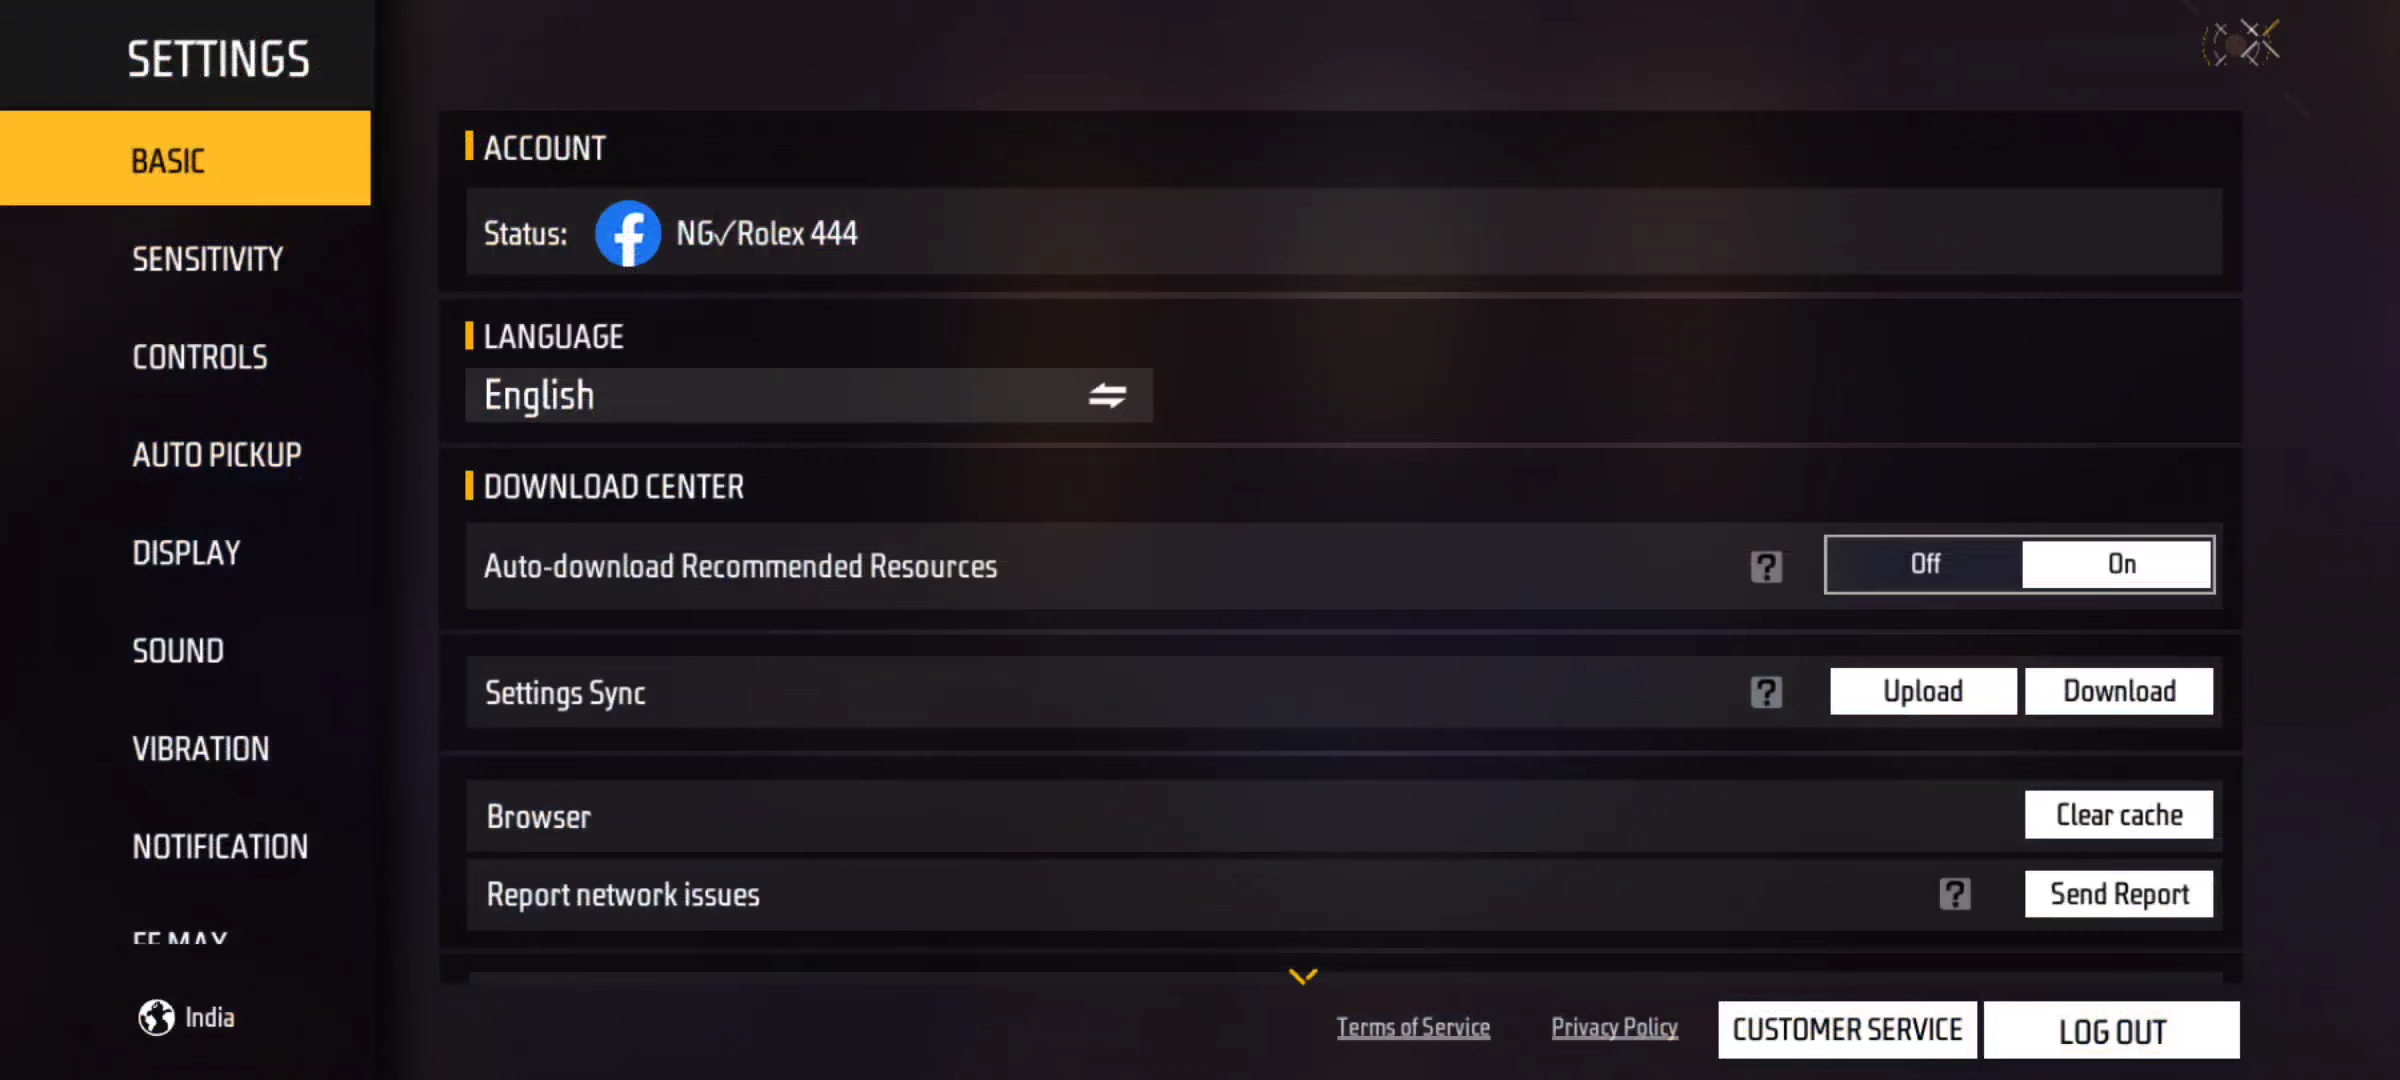 SETTINGS
BASIC
SENSITIVITY
CONTROLS
AUTO PICKUP
DISPLAY
SOUND
VIBRATION
NOTIFICATION
FF MAX
India
ACCOUNT
Status: NG✓Rolex 444
LANGUAGE
English
DOWNLOAD CENTER
Auto-download Recommended Resources ? Off On
Settings Sync ? Upload Download
Browser Clear cache
Report network issues ? Send Report
Terms of Service Privacy Policy CUSTOMER SERVICE LOG OUT